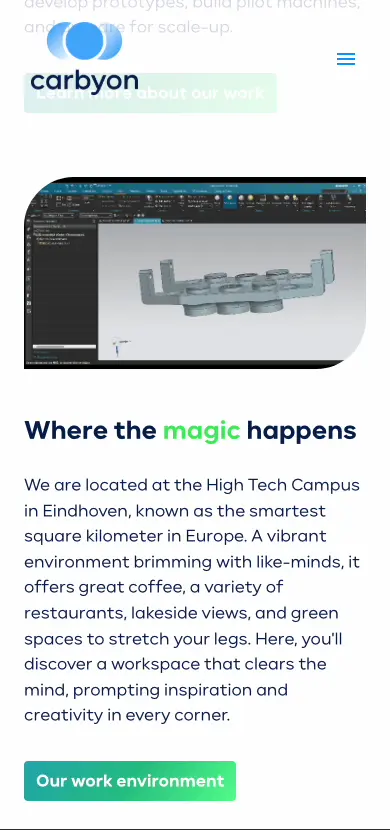 develop prototypes, build pilot machines,
for scale-up.
carbyon
Learn more about our work
Where the magic happens
We are located at the High Tech Campus
in Eindhoven, known as the smartest
square kilometer in Europe. A vibrant
environment brimming with like-minds, it
offers great coffee, a variety of
restaurants, lakeside views, and green
spaces to stretch your legs. Here, you'll
discover a workspace that clears the
mind, prompting inspiration and
creativity in every corner.
Our work environment